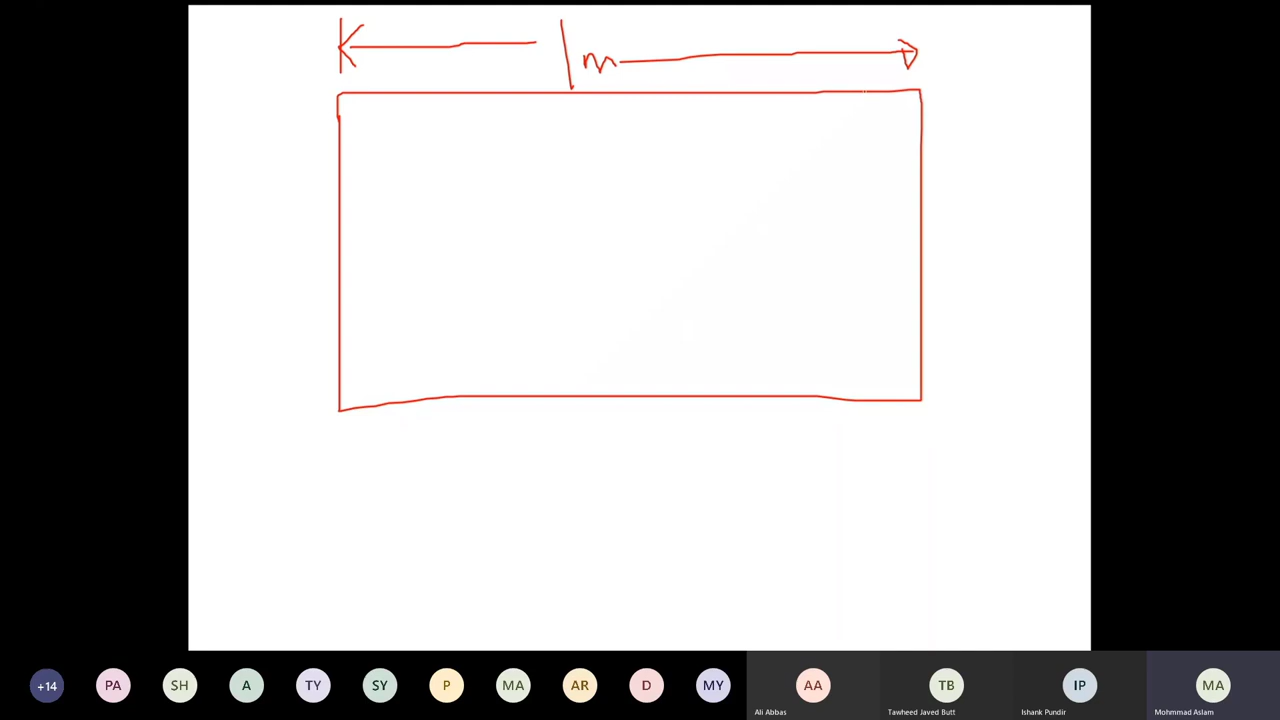 1m
+14 PA SH A TY SY P MA AR D MY AA TB IP MA
Ali Abbas Tawheed Javed Butt Ishank Pundir Mohmmad Aslam